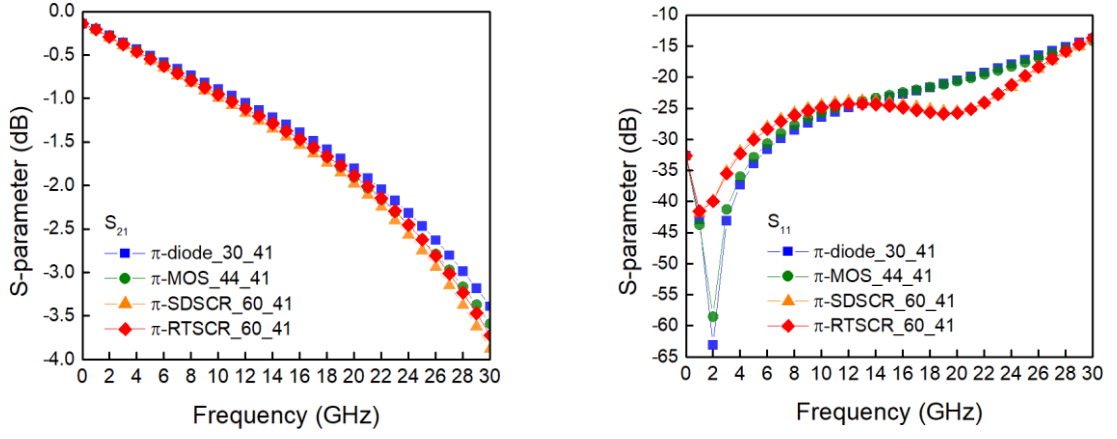 0.0
-0.5
-1.0
-1.5
-2.0
-2.5
-3.0
-3.5
-4.0
S-parameter (dB)
S21
π-diode_30_41
π-MOS_44_41
π-SDSCR_60_41
π-RTSCR_60_41
0 2 4 6 8 10 12 14 16 18 20 22 24 26 28 30
Frequency (GHz)
-10
-15
-20
-25
-30
-35
-40
-45
-50
-55
-60
-65
S-parameter (dB)
S11
π-diode_30_41
π-MOS_44_41
π-SDSCR_60_41
π-RTSCR_60_41
0 2 4 6 8 10 12 14 16 18 20 22 24 26 28 30
Frequency (GHz)